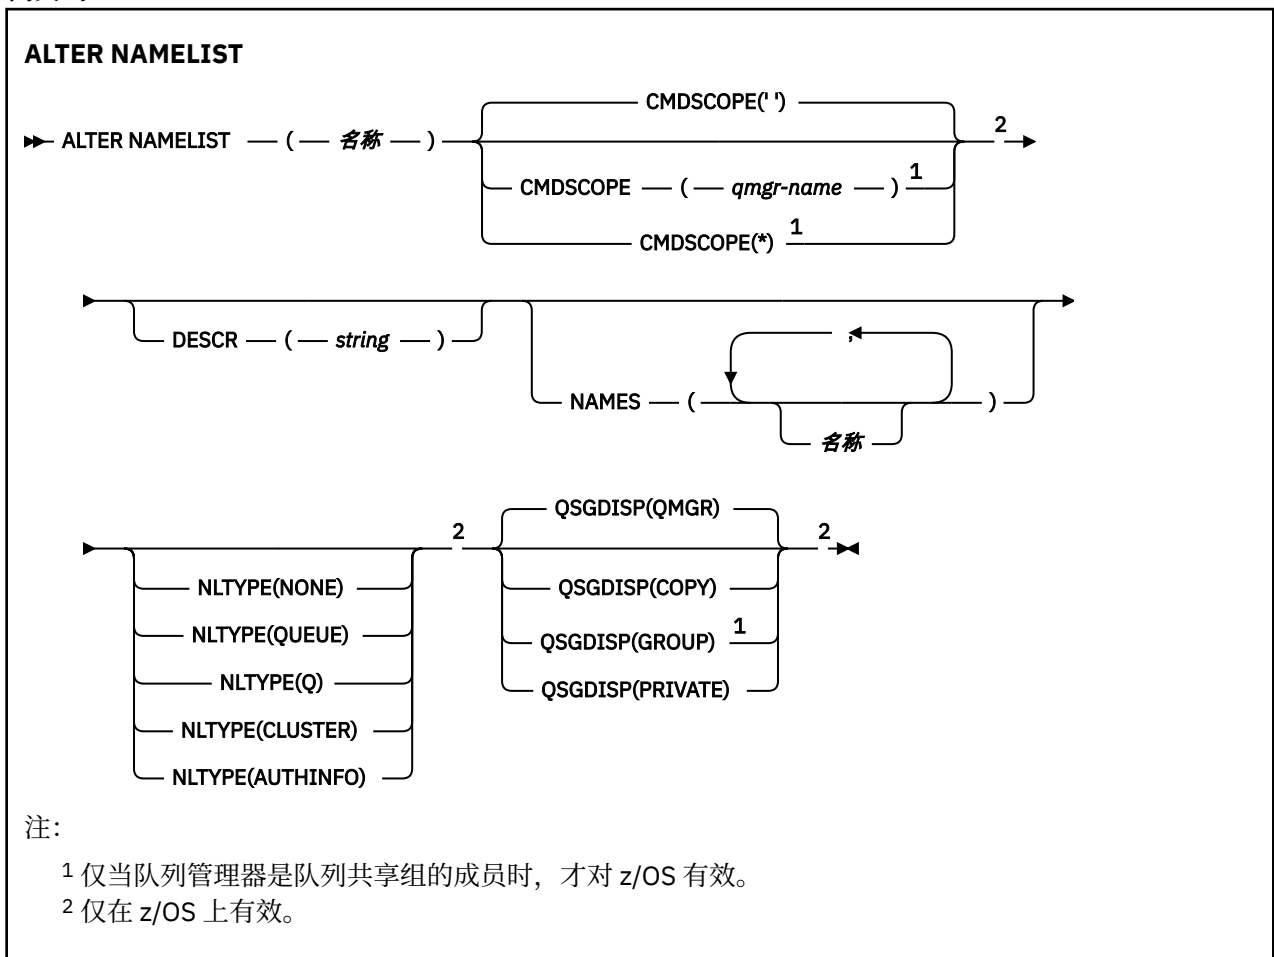 ALTER NAMELIST
CMDSCOPE(' ')
ALTER NAMELIST ( 名称 ) 2
CMDSCOPE ( qmgr-name ) 1
CMDSCOPE(*) 1
DESCR ( string )
,
NAMES ( )
名称
QSGDISP(QMGR)
2 2
NLTYPE(NONE) QSGDISP(COPY)
NLTYPE(QUEUE) QSGDISP(GROUP) 1
NLTYPE(Q) QSGDISP(PRIVATE)
NLTYPE(CLUSTER)
NLTYPE(AUTHINFO)
注：
1 仅当队列管理器是队列共享组的成员时，才对 z/OS 有效。
2 仅在 z/OS 上有效。